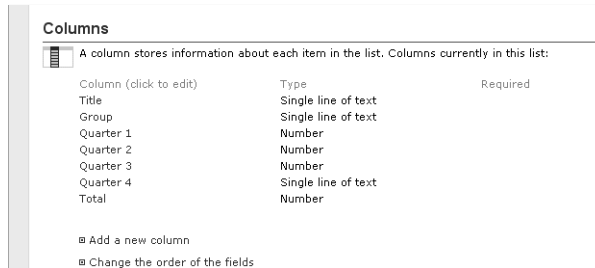 Columns
A column stores information about each item in the list. Columns currently in this list:
Column (click to edit) Type Required
Title Single line of text
Group Single line of text
Quarter 1 Number
Quarter 2 Number
Quarter 3 Number
Quarter 4 Single line of text
Total Number
Add a new column
Change the order of the fields